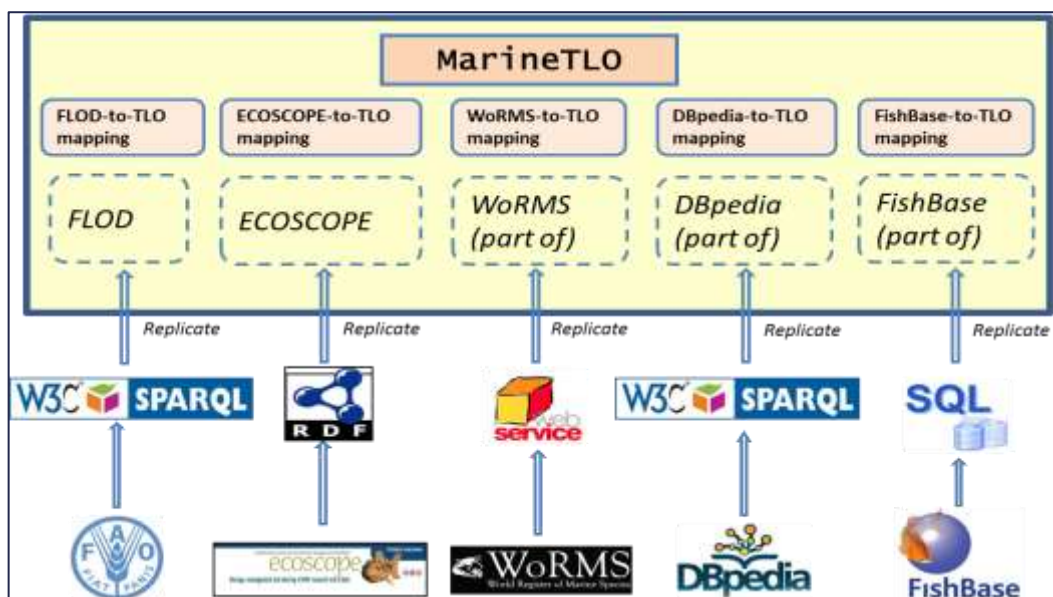 MarineTLO
FLOD-to-TLO
mapping
ECOSCOPE-to-TLO
mapping
WoRMS-to-TLO
mapping
DBpedia-to-TLO
mapping
FishBase-to-TLO
mapping
FLOD
ECOSCOPE
WoRMS
(part of)
DBpedia
(part of)
FishBase
(part of)
Replicate
Replicate
Replicate
Replicate
Replicate
W3C SPARQL
RDF
web
service
W3C SPARQL
SQL
FAO
FIAT PANIS
ecoscope
WoRMS
World Register of Marine Species
DBpedia
FishBase